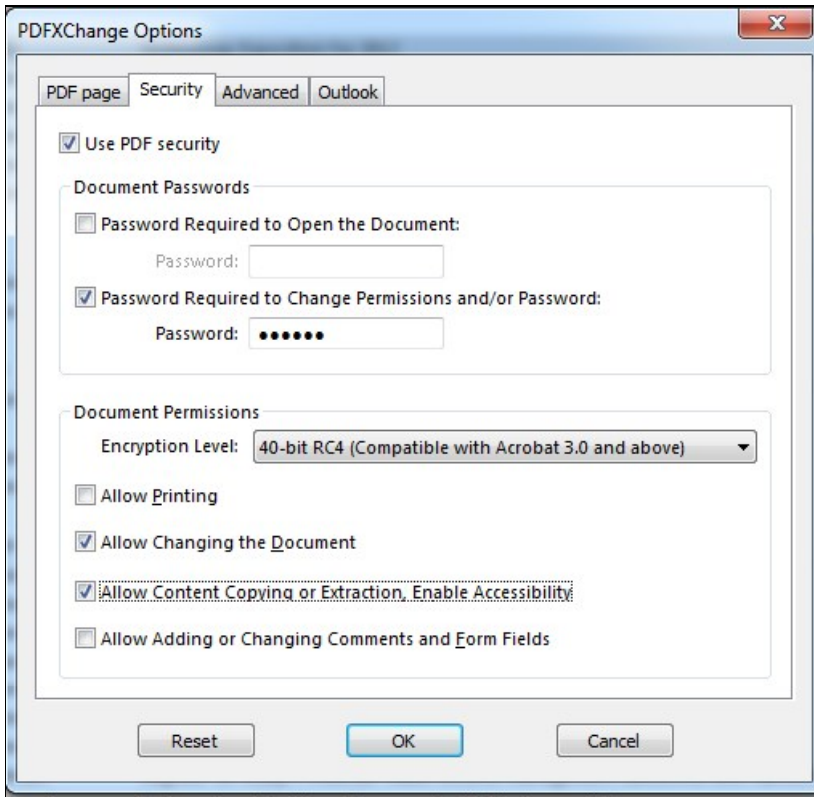 PDFXChange Options
PDF page Security Advanced Outlook
Use PDF security
Document Passwords
Password Required to Open the Document:
Password:
Password Required to Change Permissions and/or Password:
Password: ●●●●●●
Document Permissions
Encryption Level: 40-bit RC4 (Compatible with Acrobat 3.0 and above)
Allow Printing
Allow Changing the Document
Allow Content Copying or Extraction, Enable Accessibility
Allow Adding or Changing Comments and Form Fields
Reset OK Cancel